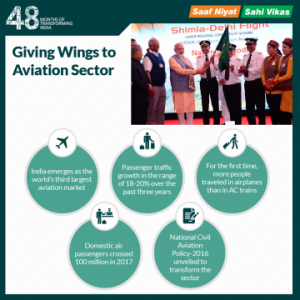 48
MONTHS OF
TRANSFORMING
INDIA
Saaf Niyat
Sahi Vikas
Giving Wings to
Aviation Sector
Shimla-Delhi Flight
India emerges as the
world's third largest
aviation market
Passenger traffic
growth in the range
of 18-20% over the
past three years
For the first time,
more people
traveled in airplanes
than in AC trains
Domestic air
passengers crossed
100 million in 2017
National Civil
Aviation
Policy-2016
unveiled to
transform the
sector